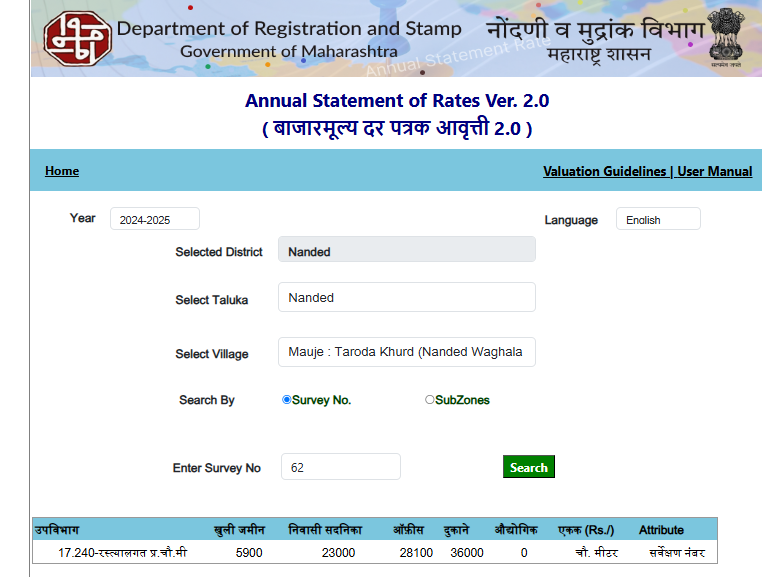 Department of Registration and Stamp
Government of Maharashtra
नोंदणी व मुद्रांक विभाग
महाराष्ट्र शासन
Annual Statement Rate
Annual Statement of Rates Ver. 2.0
( बाजारमूल्य दर पत्रक आवृत्ती 2.0 )
Home
Valuation Guidelines | User Manual
Year 2024-2025
Language English
Selected District Nanded
Select Taluka Nanded
Select Village Mauje : Taroda Khurd (Nanded Waghala
Search By Survey No. SubZones
Enter Survey No 62 Search
उपविभाग खुली जमीन निवासी सदनिका ऑफ़ीस दुकाने औद्योगिक एकक (Rs./) Attribute
17.240-रस्त्यालगत प्र.चौ.मी 5900 23000 28100 36000 0 चौ. मीटर सर्वेक्षण नंबर